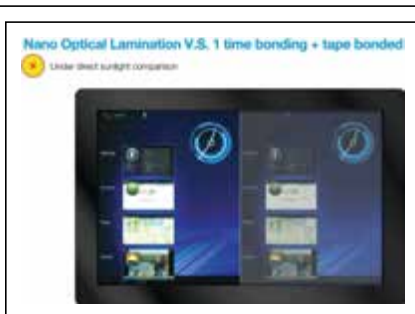 Nano Optical Lamination V.S. 1 time bonding + tape bonded
Under direct sunlight comparison